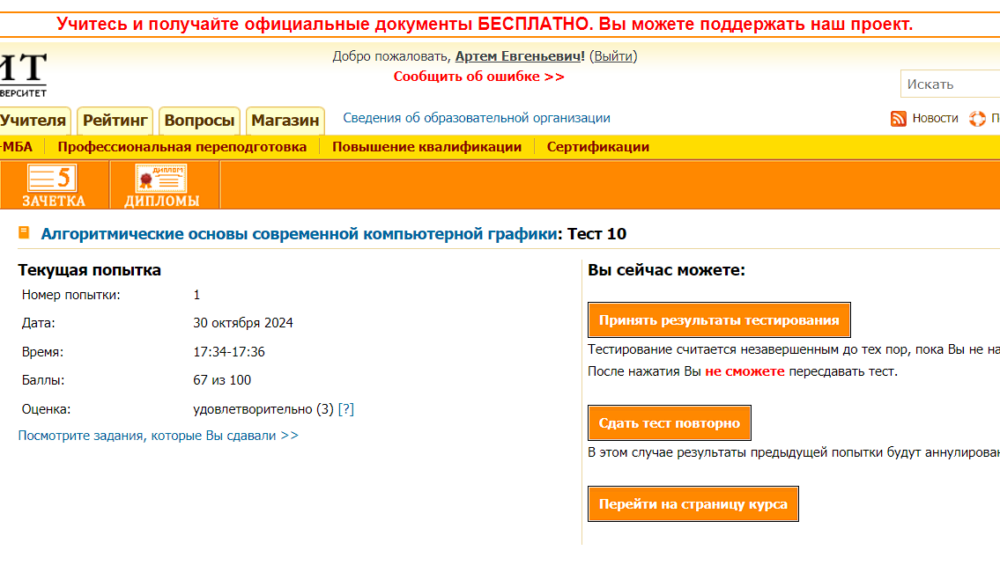 Учитесь и получайте официальные документы БЕСПЛАТНО. Вы можете поддержать наш проект.
Добро пожаловать, Артем Евгеньевич! (Выйти)
ИТ
Сообщить об ошибке >>
Искать
ВЕРСИТЕТ
Учителя Рейтинг Вопросы Магазин Сведения об образовательной организации Новости П
-МБА Профессиональная переподготовка Повышение квалификации Сертификации
5 ДИПЛОМ
ЗАЧЕТКА ДИПЛОМЫ
Алгоритмические основы современной компьютерной графики: Тест 10
Текущая попытка
Номер попытки: 1
Дата: 30 октября 2024
Время: 17:34-17:36
Баллы: 67 из 100
Оценка: удовлетворительно (3) [?]
Посмотрите задания, которые Вы сдавали >>
Вы сейчас можете:
Принять результаты тестирования
Тестирование считается незавершенным до тех пор, пока Вы не на
После нажатия Вы не сможете пересдавать тест.
Сдать тест повторно
В этом случае результаты предыдущей попытки будут аннулирован
Перейти на страницу курса